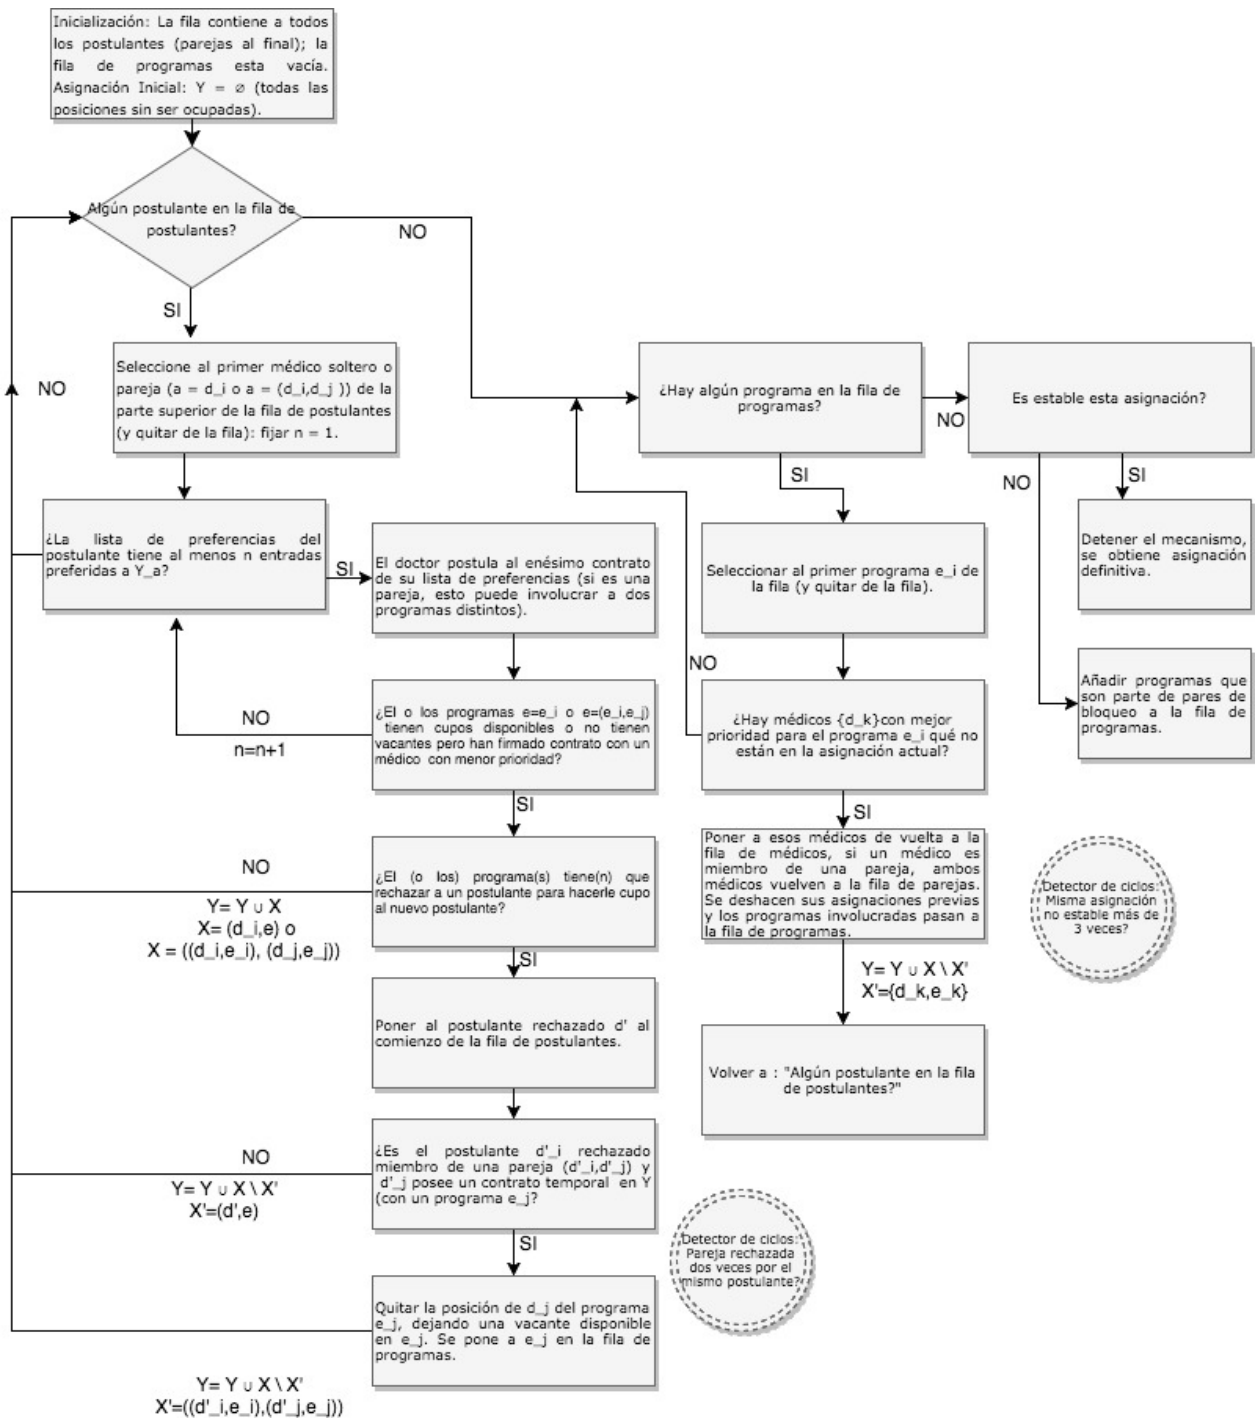 Inicialización: La fila contiene a todos
los postulantes (parejas al final); la
fila de programas esta vacía.
Asignación Inicial: Y = ∅ (todas las
posiciones sin ser ocupadas).
Algún postulante en la fila de
postulantes?
NO
SI
Seleccione al primer médico soltero o
pareja (a = d_i o a = (d_i,d_j )) de la
parte superior de la fila de postulantes
(y quitar de la fila): fijar n = 1.
NO
¿La lista de preferencias del
postulante tiene al menos n entradas
preferidas a Y_a?
SI
El doctor postula al enésimo contrato
de su lista de preferencias (si es una
pareja, esto puede involucrar a dos
programas distintos).
NO
n=n+1
¿El o los programas e=e_i o e=(e_i,e_j)
tienen cupos disponibles o no tienen
vacantes pero han firmado contrato con un
médico con menor prioridad?
SI
NO
Y= Y ∪ X
X= (d_i,e) o
X = ((d_i,e_i), (d_j,e_j))
¿El (o los) programa(s) tiene(n) que
rechazar a un postulante para hacerle cupo
al nuevo postulante?
SI
Poner al postulante rechazado d' al
comienzo de la fila de postulantes.
NO
Y= Y ∪ X \ X'
X'=(d',e)
¿Es el postulante d'_i rechazado
miembro de una pareja (d'_i,d'_j) y
d'_j posee un contrato temporal en Y
(con un programa e_j?
SI
Quitar la posición de d_j del programa
e_j, dejando una vacante disponible
en e_j. Se pone a e_j en la fila de
programas.
Y= Y ∪ X \ X'
X'=((d'_i,e_i),(d'_j,e_j))
¿Hay algún programa en la fila de
programas?
NO
SI
Seleccionar al primer programa e_i de
la fila (y quitar de la fila).
NO
¿Hay médicos {d_k}con mejor
prioridad para el programa e_i qué no
están en la asignación actual?
SI
Poner a esos médicos de vuelta a la
fila de médicos, si un médico es
miembro de una pareja, ambos
médicos vuelven a la fila de parejas.
Se deshacen sus asignaciones previas
y los programas involucradas pasan a
la fila de programas.
Y= Y ∪ X \ X'
X'={d_k,e_k}
Volver a : "Algún postulante en la fila
de postulantes?"
Es estable esta asignación?
NO
SI
Detener el mecanismo,
se obtiene asignación
definitiva.
Añadir programas que
son parte de pares de
bloqueo a la fila de
programas.
Detector de ciclos:
Misma asignación
no estable más de
3 veces?
Detector de ciclos:
Pareja rechazada
dos veces por el
mismo postulante?